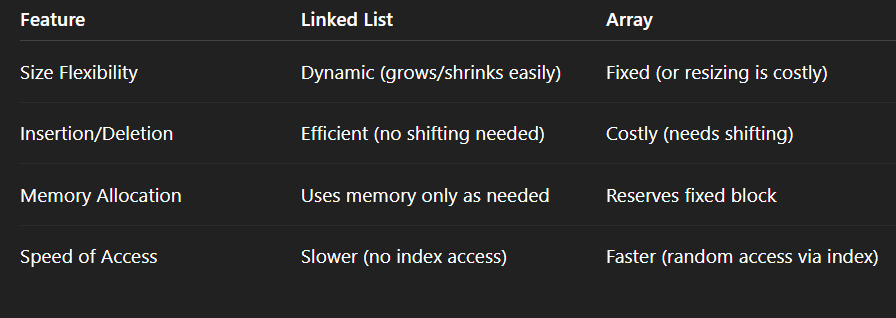 Feature Linked List Array
Size Flexibility Dynamic (grows/shrinks easily) Fixed (or resizing is costly)
Insertion/Deletion Efficient (no shifting needed) Costly (needs shifting)
Memory Allocation Uses memory only as needed Reserves fixed block
Speed of Access Slower (no index access) Faster (random access via index)